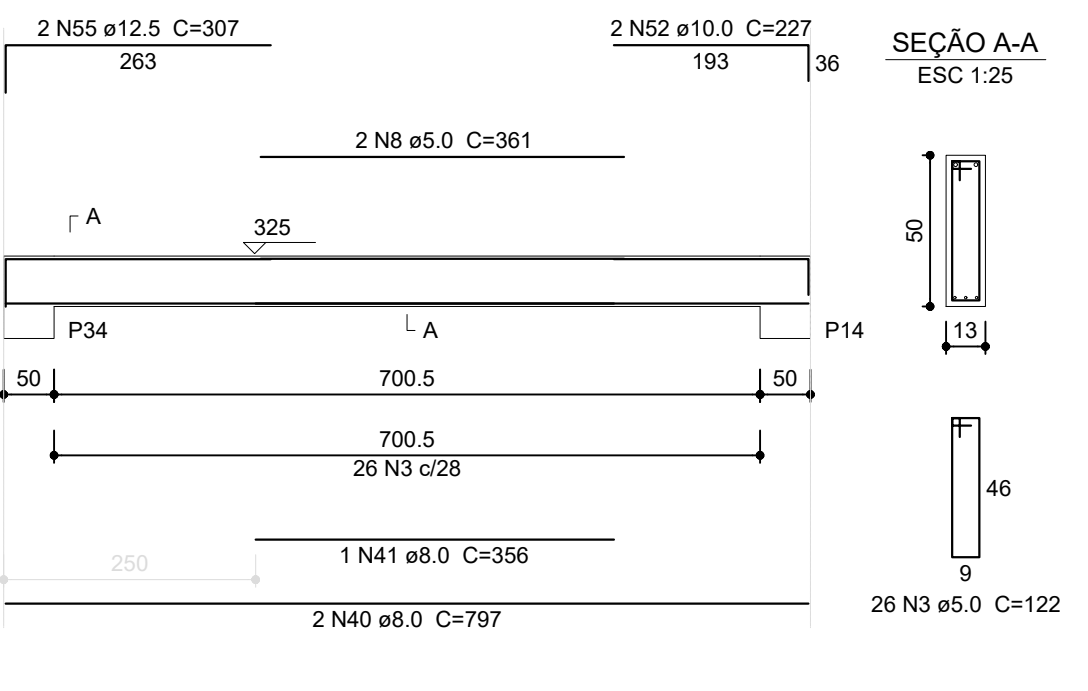 2 N55 ø12.5 C=307
263
2 N52 ø10.0 C=227
193
36
SEÇÃO A-A
ESC 1:25
2 N8 ø5.0 C=361
A
325
50
P34
A
P14
13
50
700.5
50
700.5
26 N3 c/28
46
1 N41 ø8.0 C=356
250
9
26 N3 ø5.0 C=122
2 N40 ø8.0 C=797